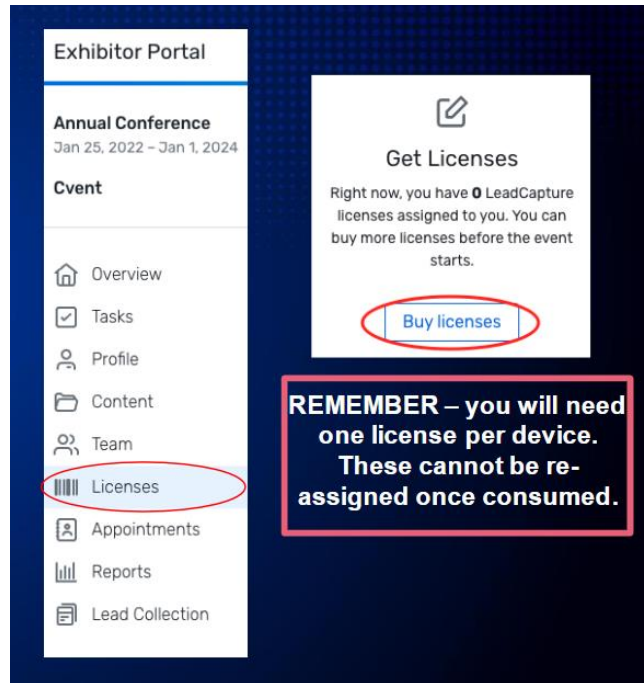 Exhibitor Portal
Annual Conference
Jan 25, 2022 – Jan 1, 2024
Cvent
Overview
Tasks
Profile
Content
Team
Licenses
Appointments
Reports
Lead Collection
Get Licenses
Right now, you have 0 LeadCapture
licenses assigned to you. You can
buy more licenses before the event
starts.
Buy licenses
REMEMBER – you will need
one license per device.
These cannot be re-
assigned once consumed.